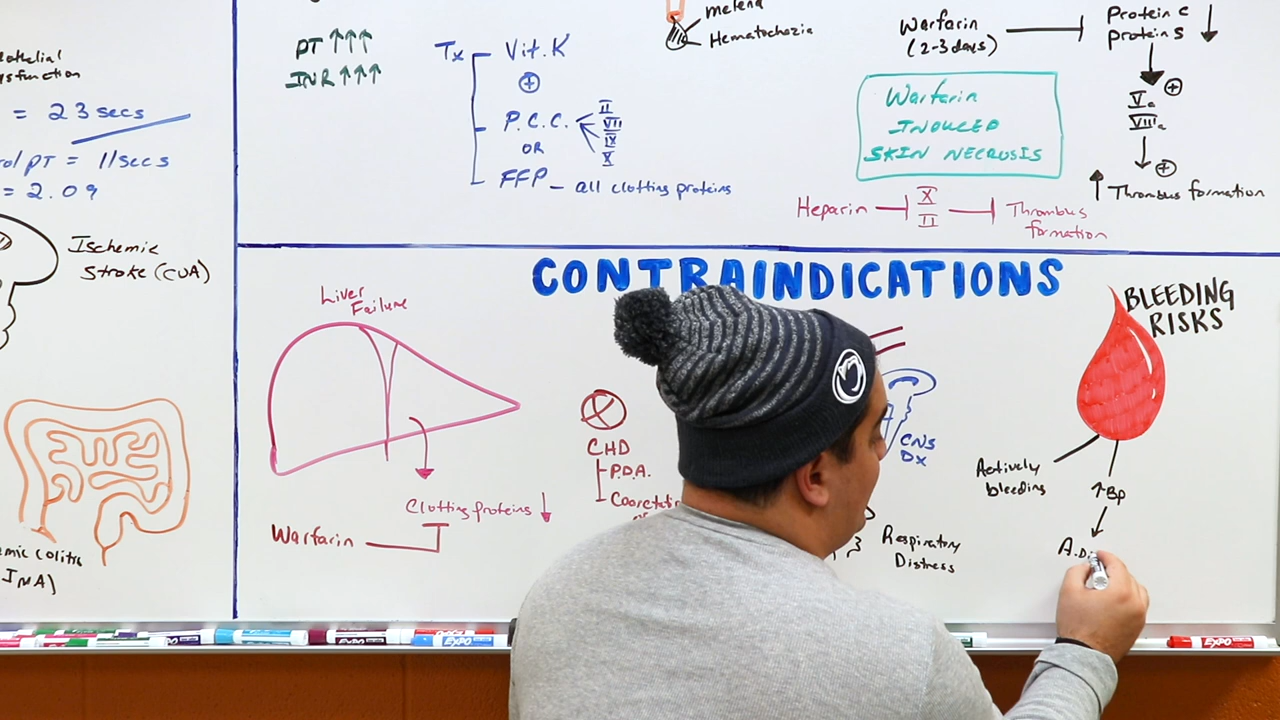 PT ↑↑↑
INR ↑↑↑
= 23 secs
PT = 11 secs
= 2.09
Ischemic
Stroke (CVA)
Tx
Vit. K
+
P.C.C.
II
VII
IX
X
OR
FFP - all clotting proteins
melena
Hematochezia
Warfarin
(2-3 days)
Protein C
Protein S ↓
+
Va
VIIIa
+
↑ Thrombus formation
Warfarin
INDUCED
SKIN NECROSIS
Heparin
X
II
Thrombus
formation
CONTRAINDICATIONS
Liver
Failure
Clotting proteins ↓
Warfarin
CHD
P.D.A.
CNS
DX
Respiratory
Distress
BLEEDING
RISKS
Actively
bleeding
↑ BP
EXPO
EXPO